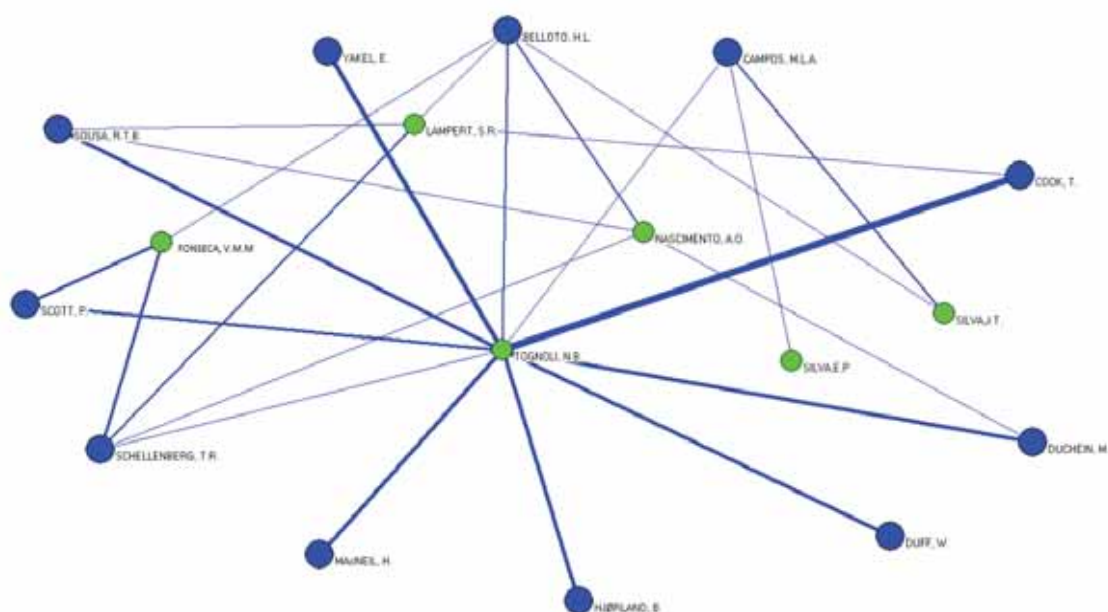 BELLOTO, H.L.
YAKEL, E.
CAMPOS, M.L.A.
SOUSA, R.T.B.
LAMPERT, S.R.
COOK, T.
NASCIMENTO, A.O.
FONSECA, V.M.M
SCOTT, P.
SILVA,J.T.
TOGNOLI, N.B.
SILVA,E.P
DUCHEIN, M.
SCHELLENBERG, T.R.
DUFF, W.
MAcNEIL, H.
HJØRLAND, B.